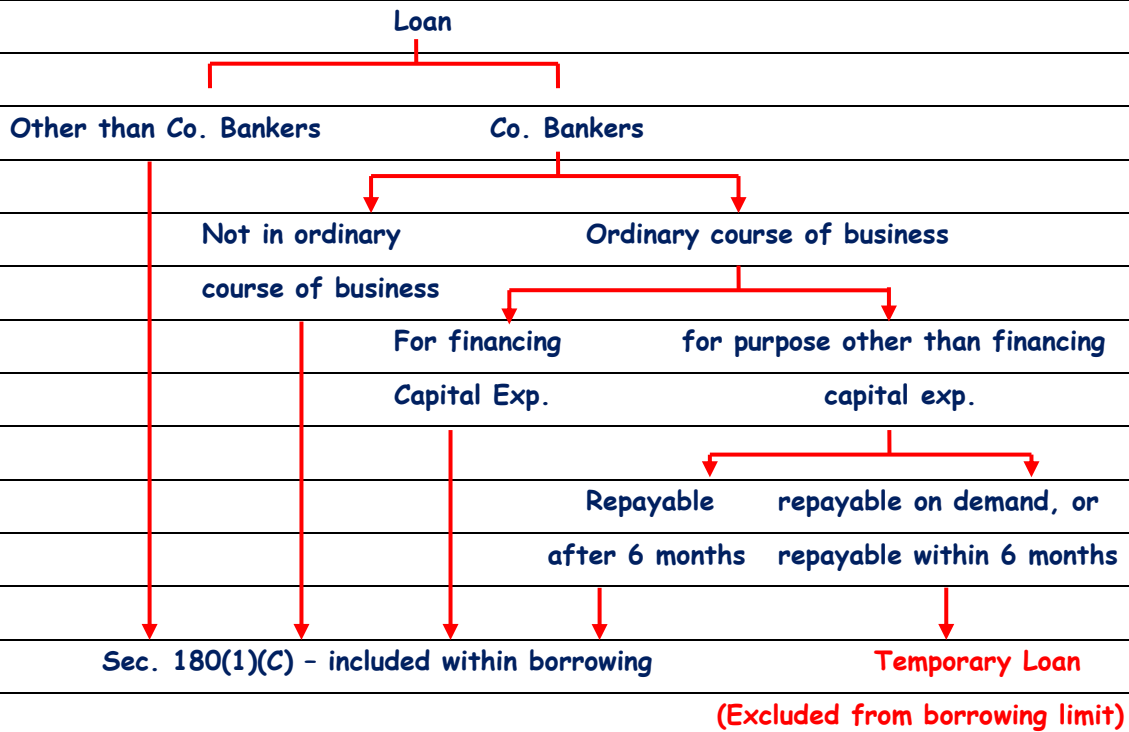 Loan
Other than Co. Bankers Co. Bankers
Not in ordinary Ordinary course of business
course of business
For financing for purpose other than financing
Capital Exp. capital exp.
Repayable repayable on demand, or
after 6 months repayable within 6 months
Sec. 180(1)(C) – included within borrowing Temporary Loan
(Excluded from borrowing limit)